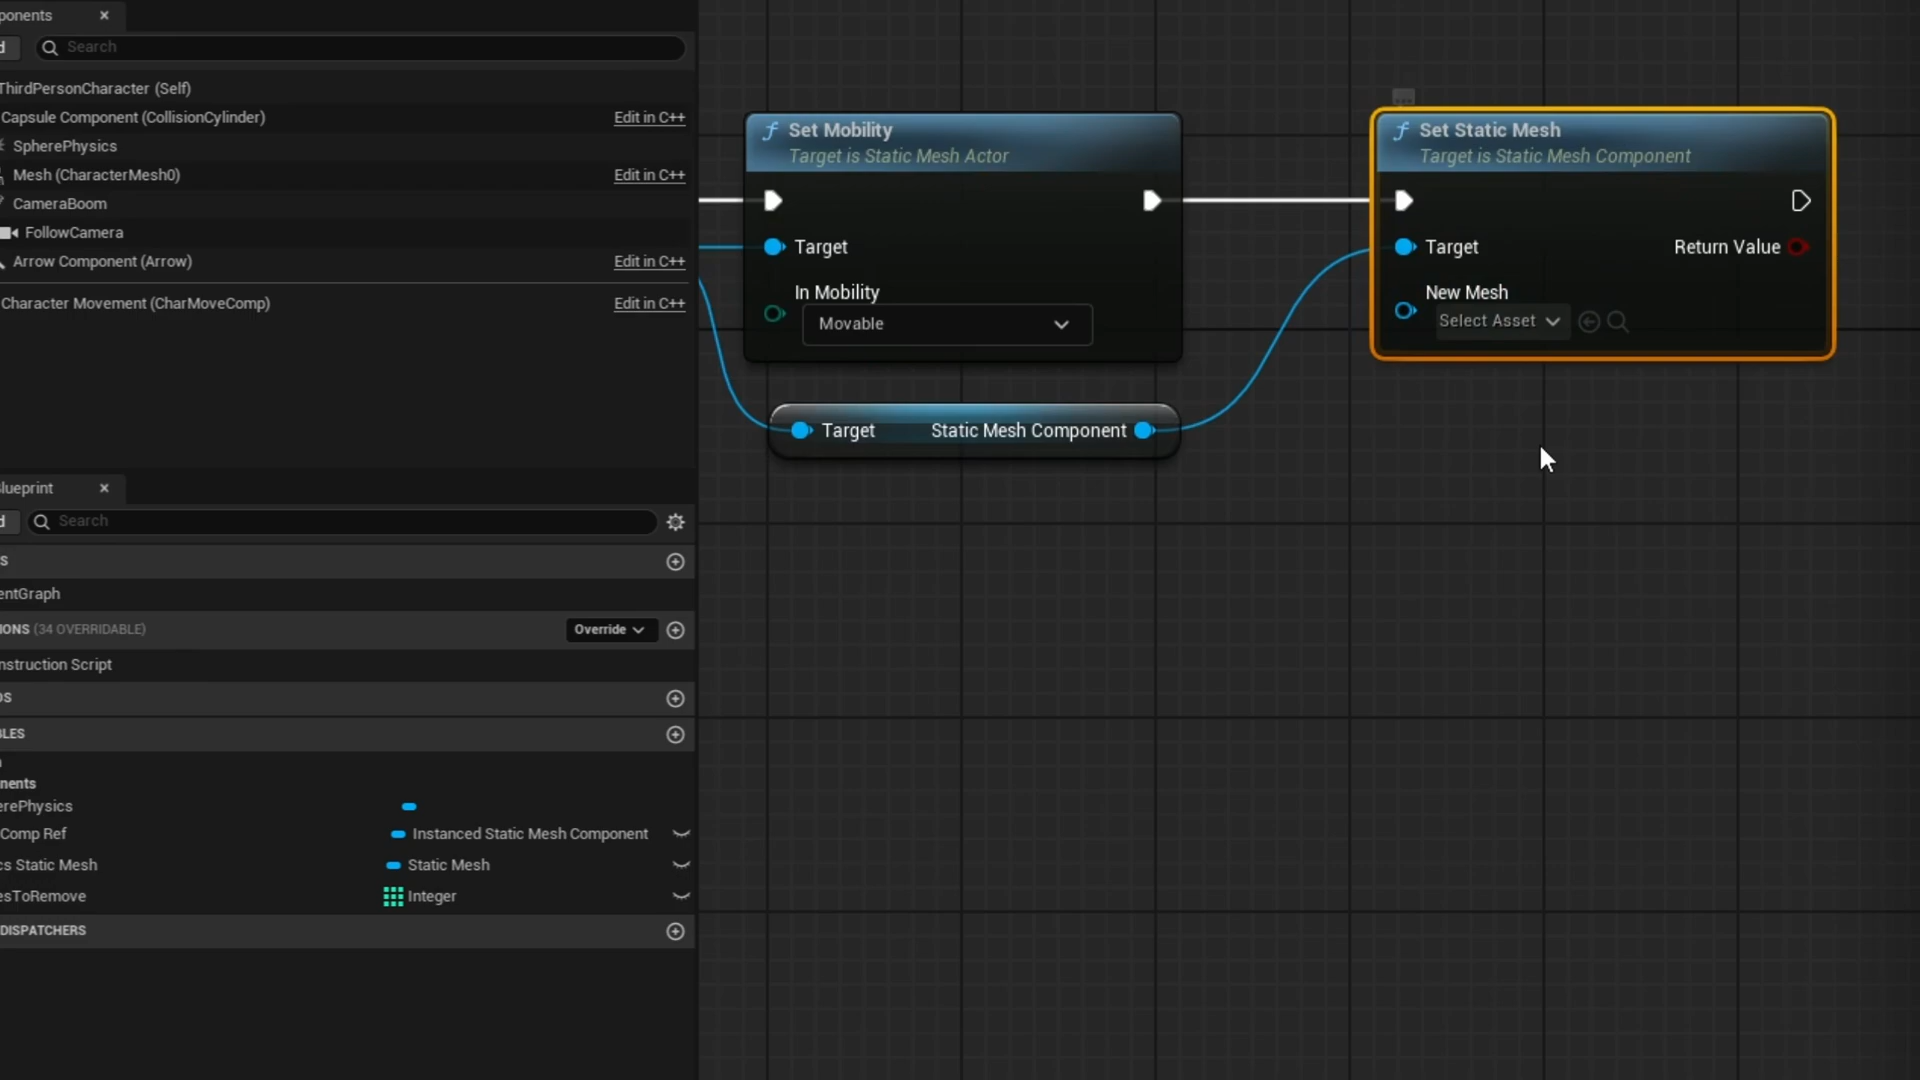 ponents
d
Search
ThirdPersonCharacter (Self)
Capsule Component (CollisionCylinder) Edit in C++
SpherePhysics
Mesh (CharacterMesh0) Edit in C++
CameraBoom
FollowCamera
Arrow Component (Arrow) Edit in C++
Character Movement (CharMoveComp) Edit in C++
Blueprint
d
Search
S
entGraph
IONS (34 OVERRIDABLE) Override
nstruction Script
OS
BLES
nents
erePhysics
Comp Ref Instanced Static Mesh Component
cs Static Mesh Static Mesh
esToRemove Integer
DISPATCHERS
f Set Mobility
Target is Static Mesh Actor
Target
In Mobility
Movable
Target Static Mesh Component
f Set Static Mesh
Target is Static Mesh Component
Target Return Value
New Mesh
Select Asset